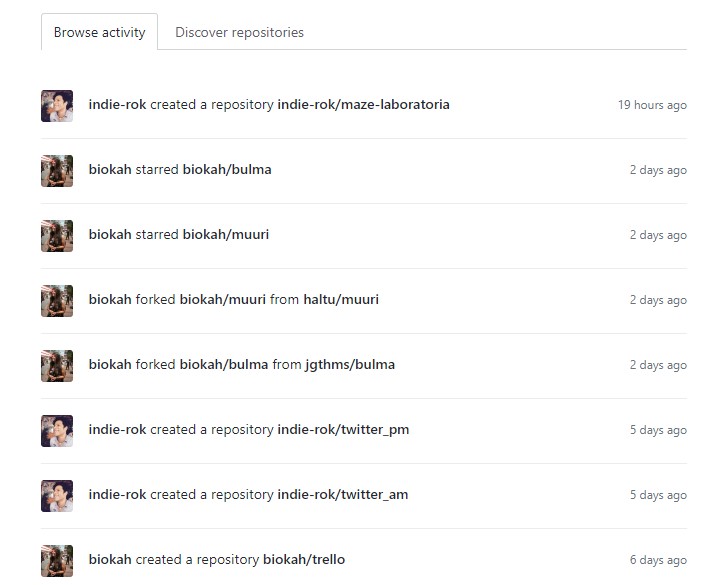 Browse activity Discover repositories
indie-rok created a repository indie-rok/maze-laboratoria 19 hours ago
biokah starred biokah/bulma 2 days ago
biokah starred biokah/muuri 2 days ago
biokah forked biokah/muuri from haltu/muuri 2 days ago
biokah forked biokah/bulma from jgthms/bulma 2 days ago
indie-rok created a repository indie-rok/twitter_pm 5 days ago
indie-rok created a repository indie-rok/twitter_am 5 days ago
biokah created a repository biokah/trello 6 days ago